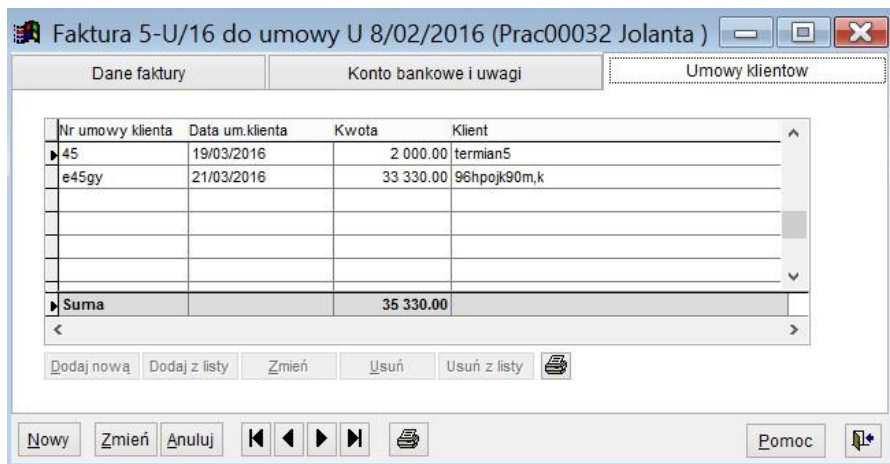 Faktura 5-U/16 do umowy U 8/02/2016 (Prac00032 Jolanta )
Dane faktury Konto bankowe i uwagi Umowy klientow
Nr umowy klienta Data um.klienta Kwota Klient
45 19/03/2016 2 000.00 termian5
e45gy 21/03/2016 33 330.00 96hpojk90m,k
Suma 35 330.00
Dodaj nową Dodaj z listy Zmień Usuń Usuń z listy
Nowy Zmień Anuluj Pomoc